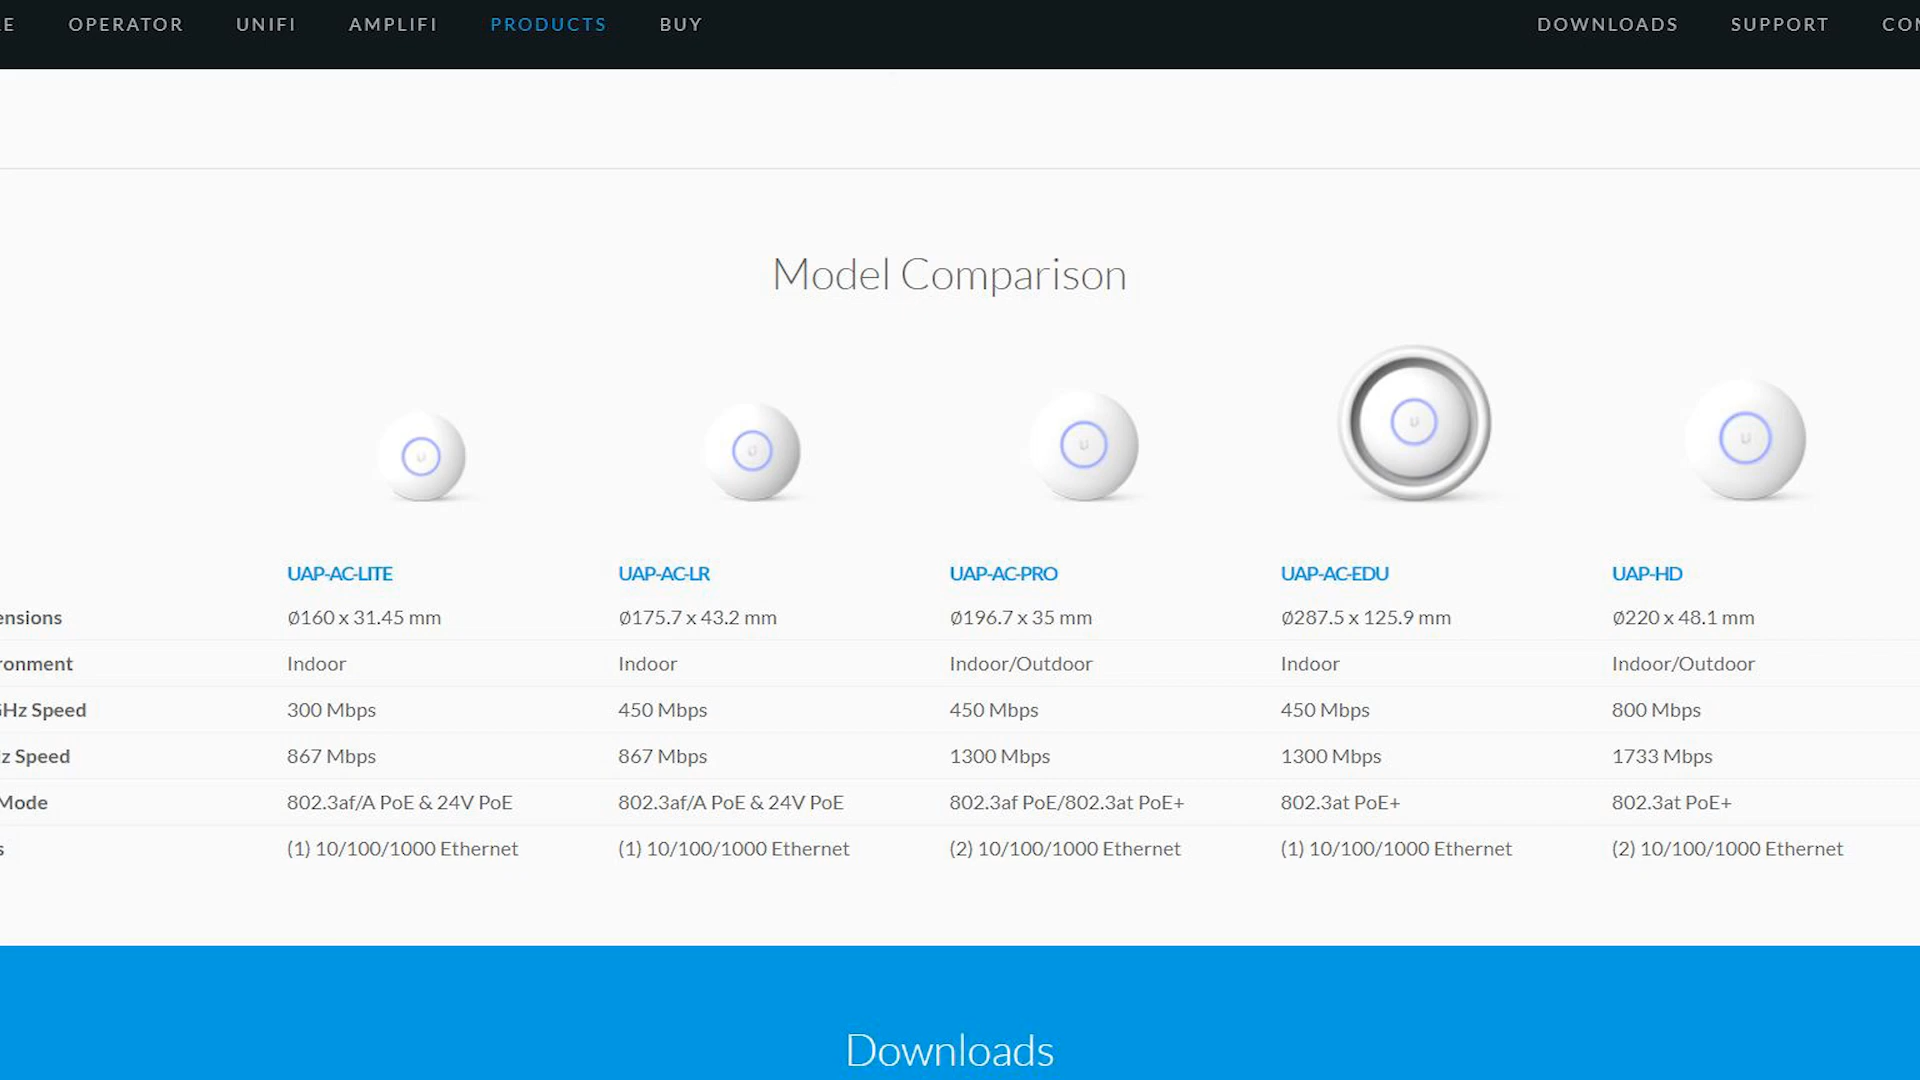 E OPERATOR UNIFI AMPLIFI PRODUCTS BUY DOWNLOADS SUPPORT COM
Model Comparison
UAP-AC-LITE UAP-AC-LR UAP-AC-PRO UAP-AC-EDU UAP-HD
ensions Ø160 x 31.45 mm Ø175.7 x 43.2 mm Ø196.7 x 35 mm Ø287.5 x 125.9 mm Ø220 x 48.1 mm
ronment Indoor Indoor Indoor/Outdoor Indoor Indoor/Outdoor
GHz Speed 300 Mbps 450 Mbps 450 Mbps 450 Mbps 800 Mbps
z Speed 867 Mbps 867 Mbps 1300 Mbps 1300 Mbps 1733 Mbps
Mode 802.3af/A PoE & 24V PoE 802.3af/A PoE & 24V PoE 802.3af PoE/802.3at PoE+ 802.3at PoE+ 802.3at PoE+
s (1) 10/100/1000 Ethernet (1) 10/100/1000 Ethernet (2) 10/100/1000 Ethernet (1) 10/100/1000 Ethernet (2) 10/100/1000 Ethernet
Downloads